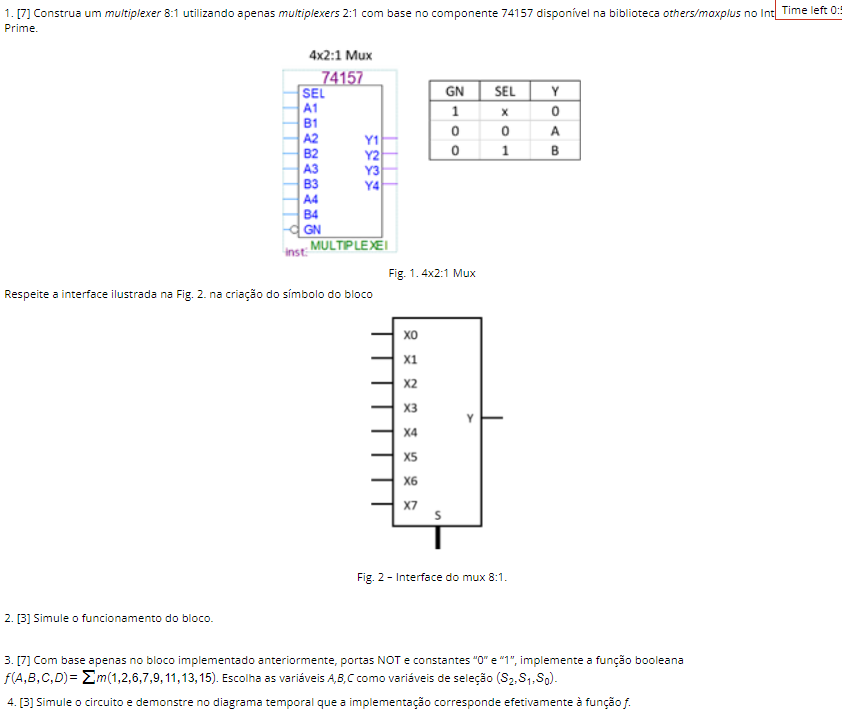 1. [7] Construa um multiplexer 8:1 utilizando apenas multiplexers 2:1 com base no componente 74157 disponível na biblioteca others/maxplus no Int
Time left 0:
Prime.
4x2:1 Mux
74157
SEL
A1
B1
A2
B2
A3
B3
A4
B4
GN
Y1
Y2
Y3
Y4
inst
MULTIPLEXE
GN SEL Y
1 x 0
0 0 A
0 1 B
Fig. 1. 4x2:1 Mux
Respeite a interface ilustrada na Fig. 2. na criação do símbolo do bloco
X0
X1
X2
X3
X4
X5
X6
X7
Y
S
Fig. 2 – Interface do mux 8:1.
2. [3] Simule o funcionamento do bloco.
3. [7] Com base apenas no bloco implementado anteriormente, portas NOT e constantes "0" e "1", implemente a função booleana
f(A,B,C,D)= ∑m(1,2,6,7,9,11,13,15). Escolha as variáveis A,B,C como variáveis de seleção (S₂,S₁,S₀).
4. [3] Simule o circuito e demonstre no diagrama temporal que a implementação corresponde efetivamente à função f.